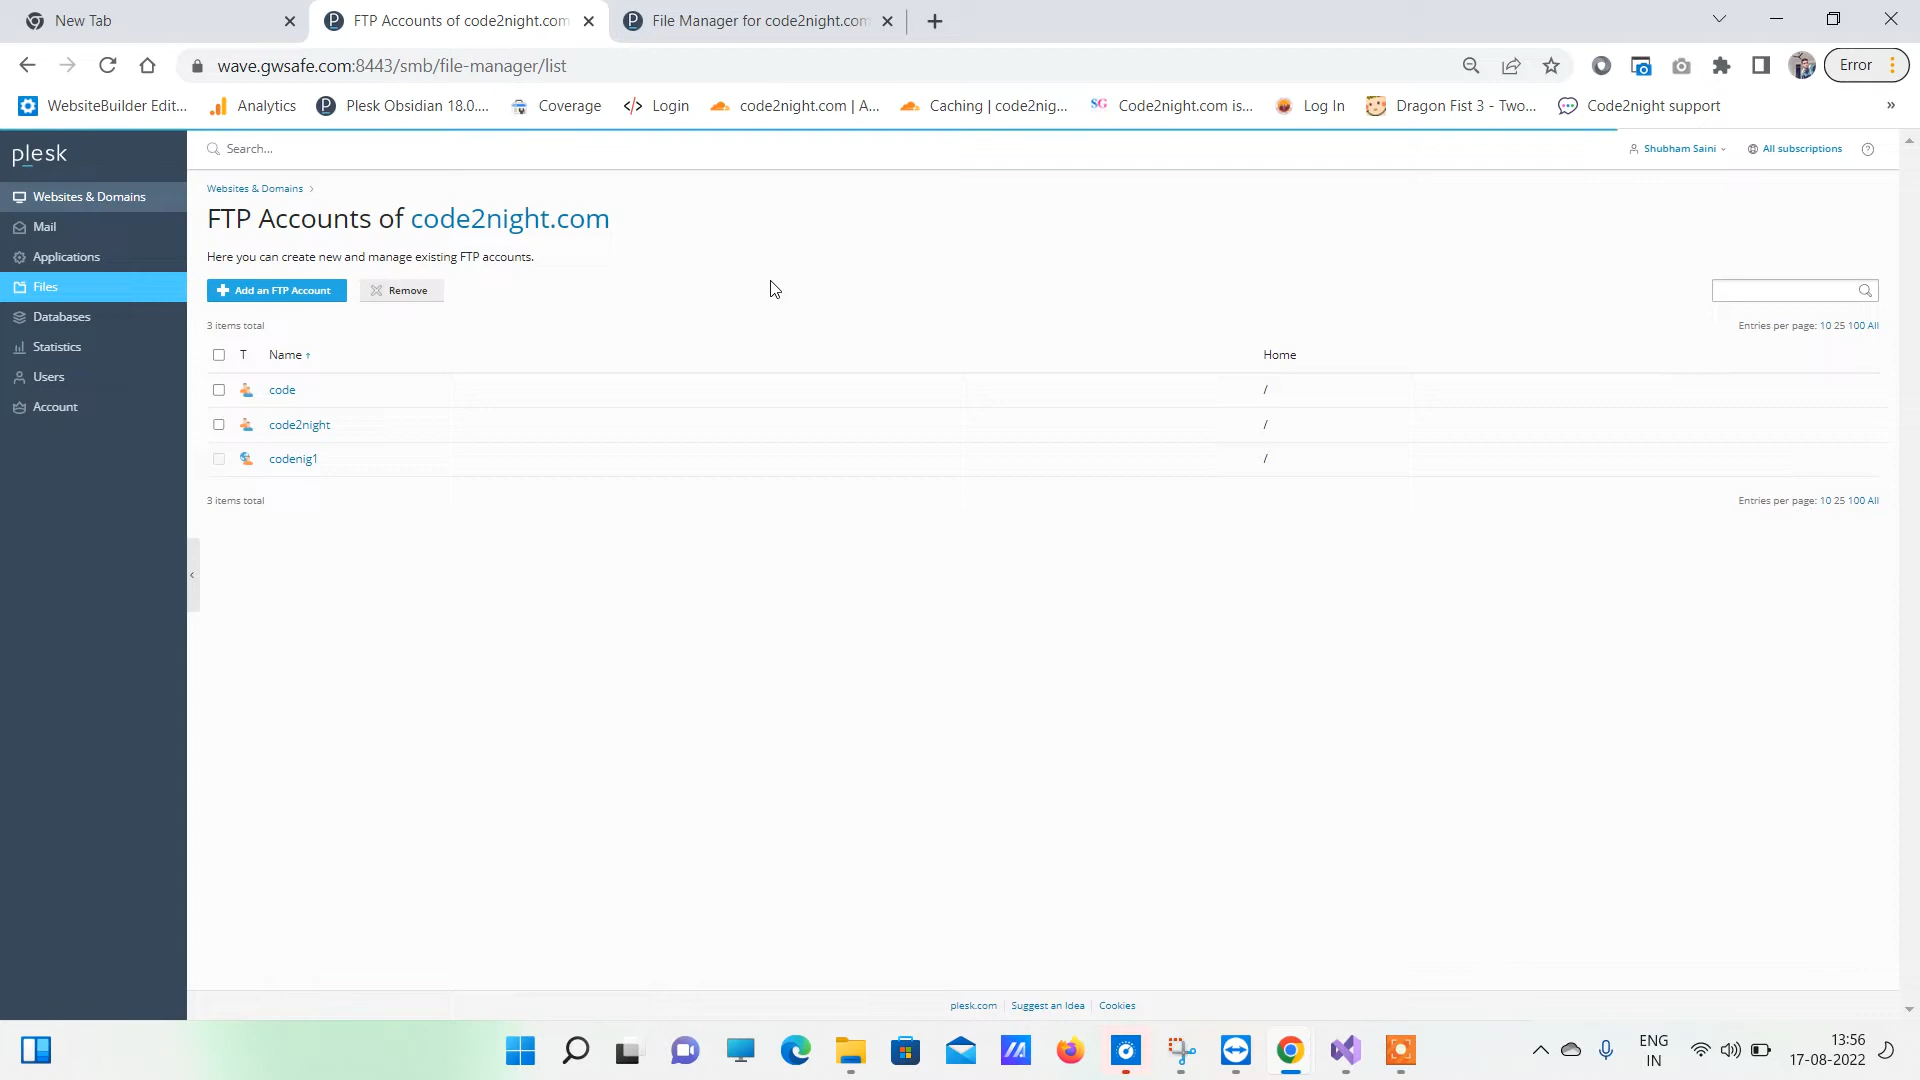 New Tab
FTP Accounts of code2night.com
File Manager for code2night.com
wave.gwsafe.com:8443/smb/file-manager/list
Error
WebsiteBuilder Edit...
Analytics
Plesk Obsidian 18.0....
Coverage
</> Login
code2night.com | A...
Caching | code2nig...
SG Code2night.com is...
Log In
Dragon Fist 3 - Two...
Code2night support
»
plesk
Search...
Shubham Saini
All subscriptions
Websites & Domains
Mail
Applications
Files
Databases
Statistics
Users
Account
Websites & Domains >
FTP Accounts of code2night.com
Here you can create new and manage existing FTP accounts.
Add an FTP Account
Remove
3 items total
Entries per page: 10 25 100 All
T Name ↑ Home
code /
code2night /
codenig1 /
3 items total
Entries per page: 10 25 100 All
plesk.com
Suggest an Idea
Cookies
ENG
IN
13:56
17-08-2022